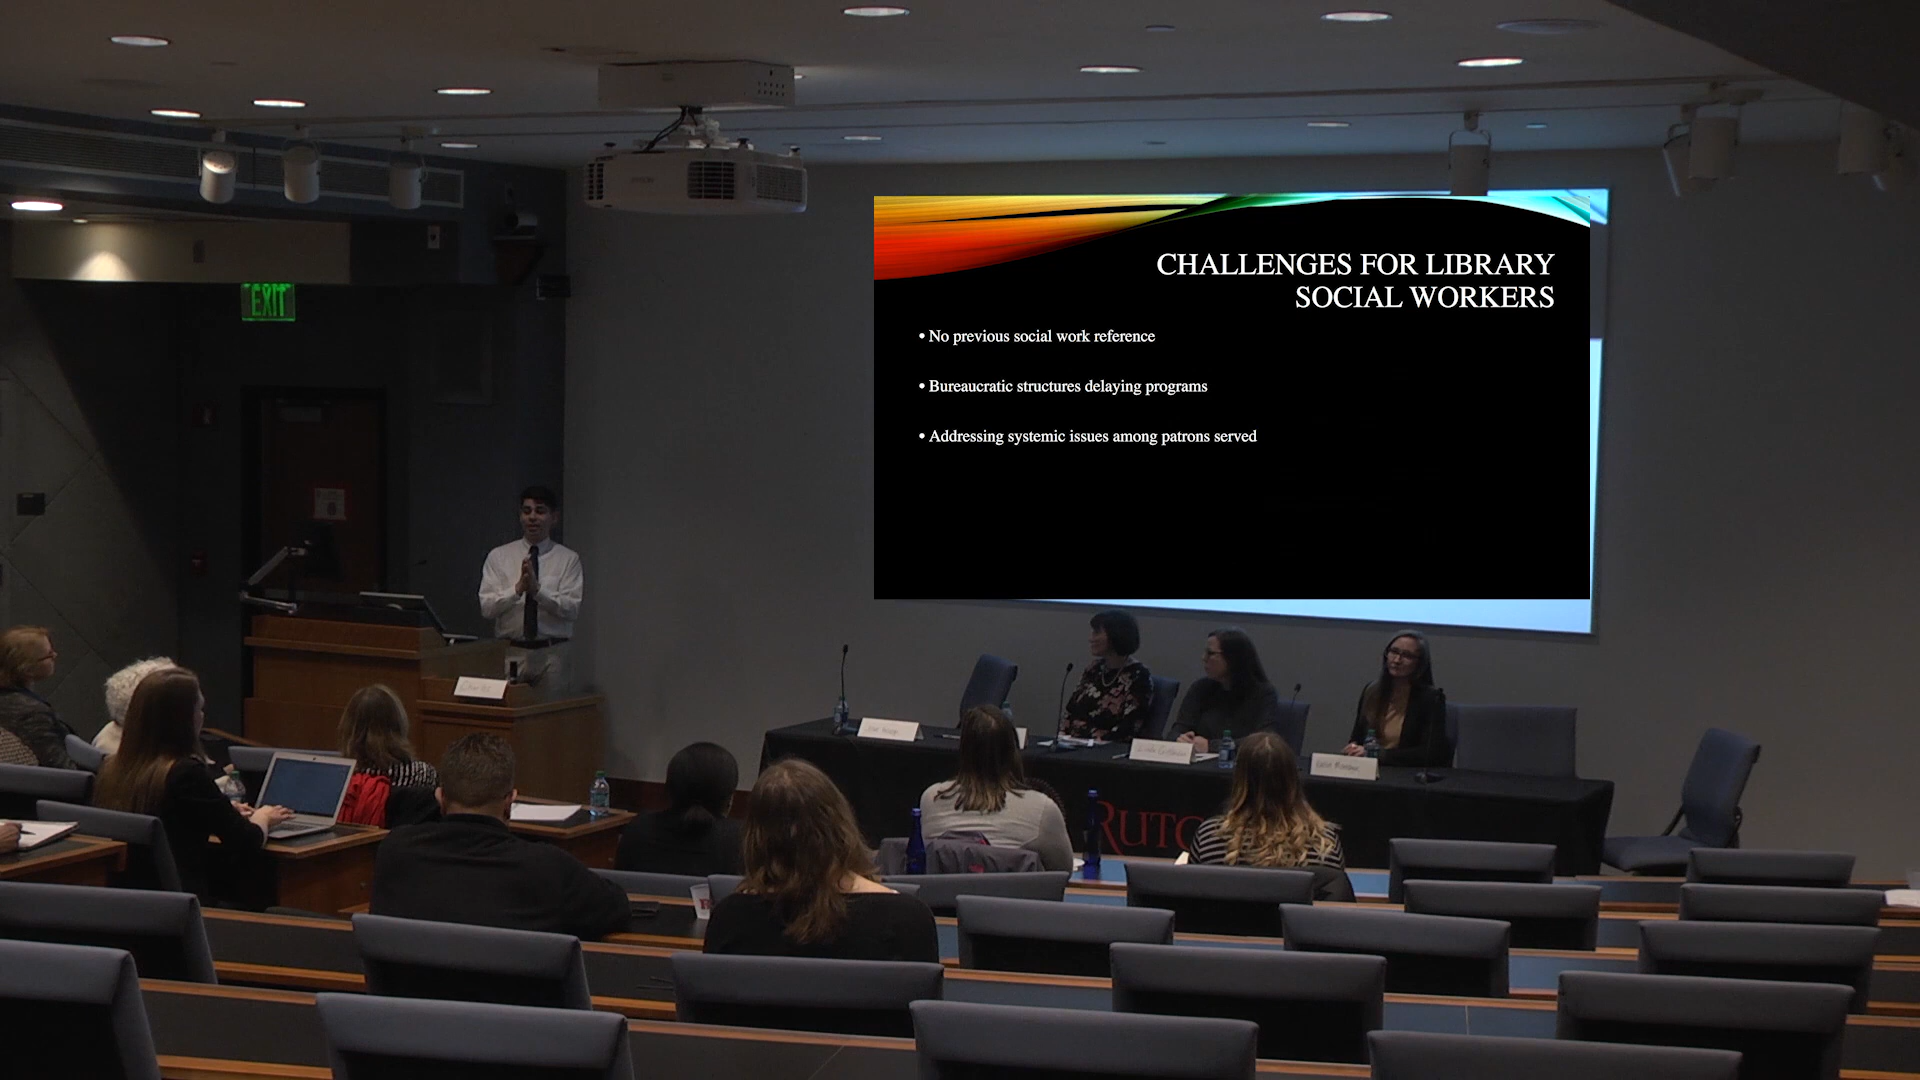 CHALLENGES FOR LIBRARY
SOCIAL WORKERS
• No previous social work reference
• Bureaucratic structures delaying programs
• Addressing systemic issues among patrons served
EXIT